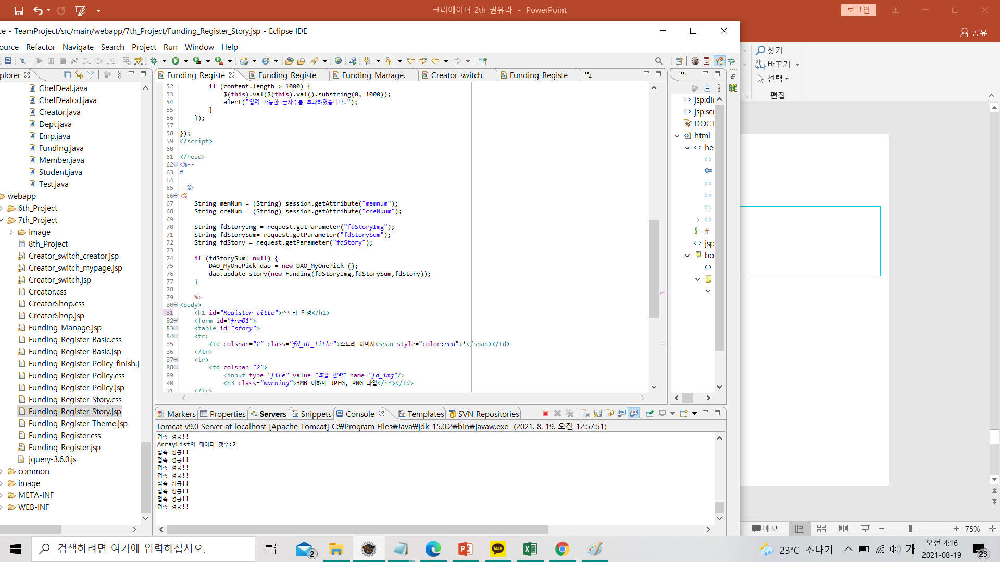 크리에이터_2th_권유라 - PowerPoint
로그인
공유
찾기
바꾸기
선택
편집
ce - TeamProject/src/main/webapp/7th_Project/Funding_Register_Story.jsp - Eclipse IDE
ource Refactor Navigate Search Project Run Window Help
plorer
ChefDeal.java
ChefDealod.java
Creator.java
Dept.java
Emp.java
Funding.java
Member.java
Student.java
Test.java
webapp
6th_Project
7th_Project
image
8th_Project
Creator_switch_creator.jsp
Creator_switch_mypage.jsp
Creator_switch.jsp
Creator.css
CreatorShop.css
CreatorShop.jsp
Funding_Manage.jsp
Funding_Register_Basic.css
Funding_Register_Basic.jsp
Funding_Register_Policy_finish.js
Funding_Register_Policy.css
Funding_Register_Policy.jsp
Funding_Register_Story.css
Funding_Register_Story.jsp
Funding_Register_Theme.jsp
Funding_Register.css
Funding_Register.jsp
jquery-3.6.0.js
common
image
META-INF
WEB-INF
Funding_Registe Funding_Registe Funding_Manage. Creator_switch. Funding_Registe »4
52 if (content.length > 1000) {
53 $(this).val($(this).val().substring(0, 1000));
54 alert("입력 가능한 글자수를 초과하였습니다.");
55 }
56 });
57
58 });
59 </script>
60
61 </head>
62 <%--
63 #
64
65 --%>
66 <%
67 String memNum = (String) session.getAttribute("memnum");
68 String creNum = (String) session.getAttribute("creNuum");
69
70 String fdStoryImg = request.getParameter("fdStoryImg");
71 String fdStorySum= request.getParameter("fdStorySum");
72 String fdStory = request.getParameter("fdStory");
73
74 if (fdStorySum!=null) {
75 DAO_MyOnePick dao = new DAO_MyOnePick ();
76 dao.update_story(new Funding(fdStoryImg,fdStorySum,fdStory));
77 }
78
79 %>
80 <body>
81 <h1 id="Register_title">스토리 작성</h1>
82 <form id="frm01">
83 <table id="story">
84 <tr>
85 <td colspan="2" class="fd_dt_title">스토리 이미지<span style="color:red">*</span></td>
86 </tr>
87 <tr>
88 <td colspan="2">
89 <input type="file" value="파일 선택" name="fd_img"/>
90 <h3 class="warning">3MB 이하의 JPEG, PNG 파일</h3></td>
91 </tr>
»1
jsp:dir
jsp:scr
DOCT
html
he
#
jsp
bo
Markers Properties Servers Snippets Console Templates SVN Repositories
Tomcat v9.0 Server at localhost [Apache Tomcat] C:₩Program Files₩Java₩jdk-15.0.2₩bin₩javaw.exe (2021. 8. 19. 오전 12:57:51)
접속 성공!!
ArrayList의 데이터 갯수:2
접속 성공!!
접속 성공!!
접속 성공!!
접속 성공!!
접속 성공!!
접속 성공!!
접속 성공!!
접속 성공!!
메모
75%
검색하려면 여기에 입력하십시오.
2
TALK
23°C 소나기
가
오전 4:16
2021-08-19
23